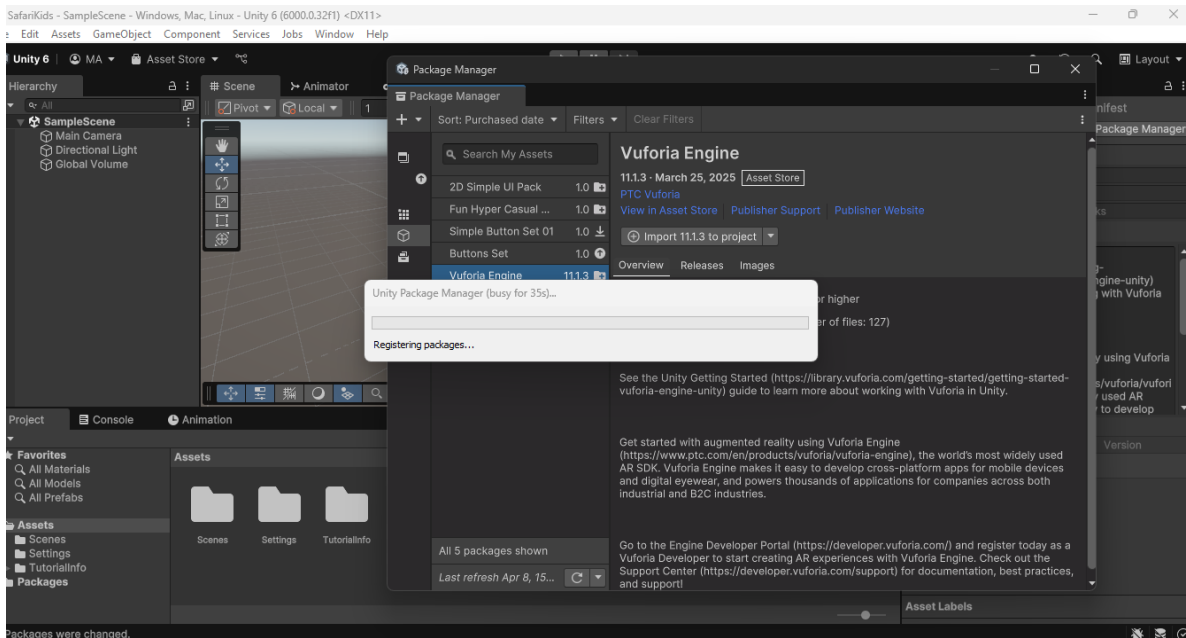 SafariKids - SampleScene - Windows, Mac, Linux - Unity 6 (6000.0.32f1) <DX11>
Edit Assets GameObject Component Services Jobs Window Help
Unity 6 MA Asset Store Layout
Hierarchy
All
SampleScene
Main Camera
Directional Light
Global Volume
# Scene Animator
Pivot Local 1
Package Manager
Package Manager
Sort: Purchased date Filters Clear Filters
Search My Assets
2D Simple UI Pack 1.0
Fun Hyper Casual ... 1.0
Simple Button Set 01 1.0
Buttons Set 1.0
Vuforia Engine 11.1.3
All 5 packages shown
Last refresh Apr 8, 15...
Vuforia Engine
11.1.3 · March 25, 2025 Asset Store
PTC Vuforia
View in Asset Store Publisher Support Publisher Website
Import 11.1.3 to project
Overview Releases Images
or higher
er of files: 127)
See the Unity Getting Started (https://library.vuforia.com/getting-started/getting-started-
vuforia-engine-unity) guide to learn more about working with Vuforia in Unity.
Get started with augmented reality using Vuforia Engine
(https://www.ptc.com/en/products/vuforia/vuforia-engine), the world's most widely used
AR SDK. Vuforia Engine makes it easy to develop cross-platform apps for mobile devices
and digital eyewear, and powers thousands of applications for companies across both
industrial and B2C industries.
Go to the Engine Developer Portal (https://developer.vuforia.com/) and register today as a
Vuforia Developer to start creating AR experiences with Vuforia Engine. Check out the
Support Center (https://developer.vuforia.com/support) for documentation, best practices,
and support!
Unity Package Manager (busy for 35s)...
Registering packages...
nifest
Package Manager
ngine-unity)
with Vuforia
y using Vuforia
s/vuforia/vufori
used AR
to develop
Version
Asset Labels
Project Console Animation
Favorites
All Materials
All Models
All Prefabs
Assets
Scenes
Settings
TutorialInfo
Packages
Assets
Scenes Settings TutorialInfo
Packages were changed.